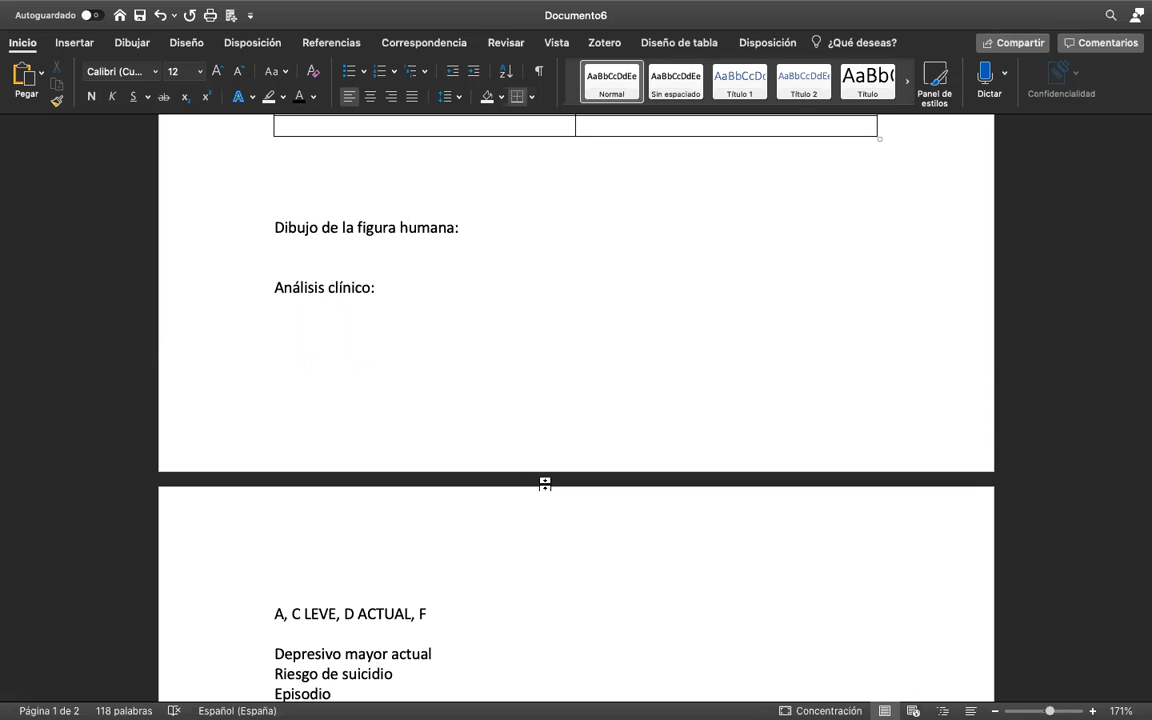 Autoguardado
Documento6
Inicio Insertar Dibujar Diseño Disposición Referencias Correspondencia Revisar Vista Zotero Diseño de tabla Disposición ¿Qué deseas? Compartir Comentarios
Pegar
Calibri (Cu... 12
N K S ab x₂ x²
AaBbCcDdEe
Normal
AaBbCcDdEe
Sin espaciado
AaBbCcDc
Título 1
AaBbCcDdEe
Título 2
AaBb(
Título
Panel de
estilos
Dictar
Confidencialidad
Dibujo de la figura humana:
Análisis clínico:
A, C LEVE, D ACTUAL, F
Depresivo mayor actual
Riesgo de suicidio
Episodio
Página 1 de 2 118 palabras Español (España) Concentración 171%